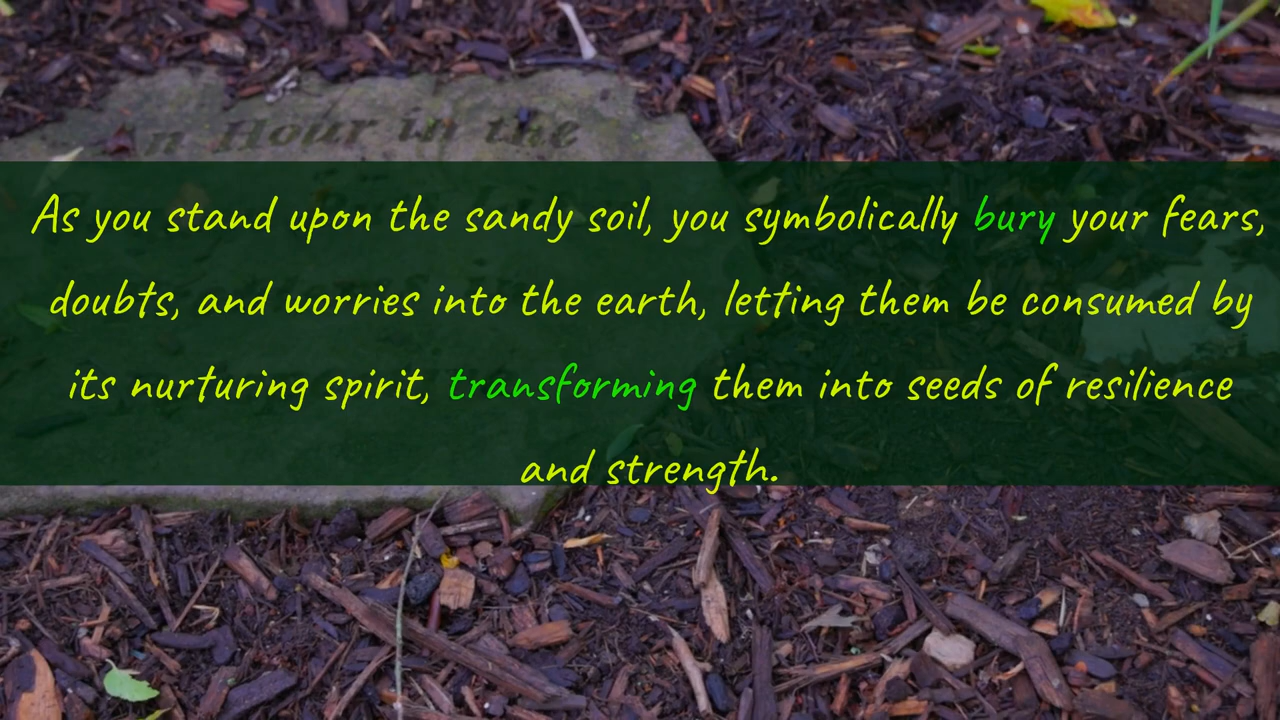 n Hour in the
As you stand upon the sandy soil, you symbolically bury your fears,
doubts, and worries into the earth, letting them be consumed by
its nurturing spirit, transforming them into seeds of resilience
and strength.